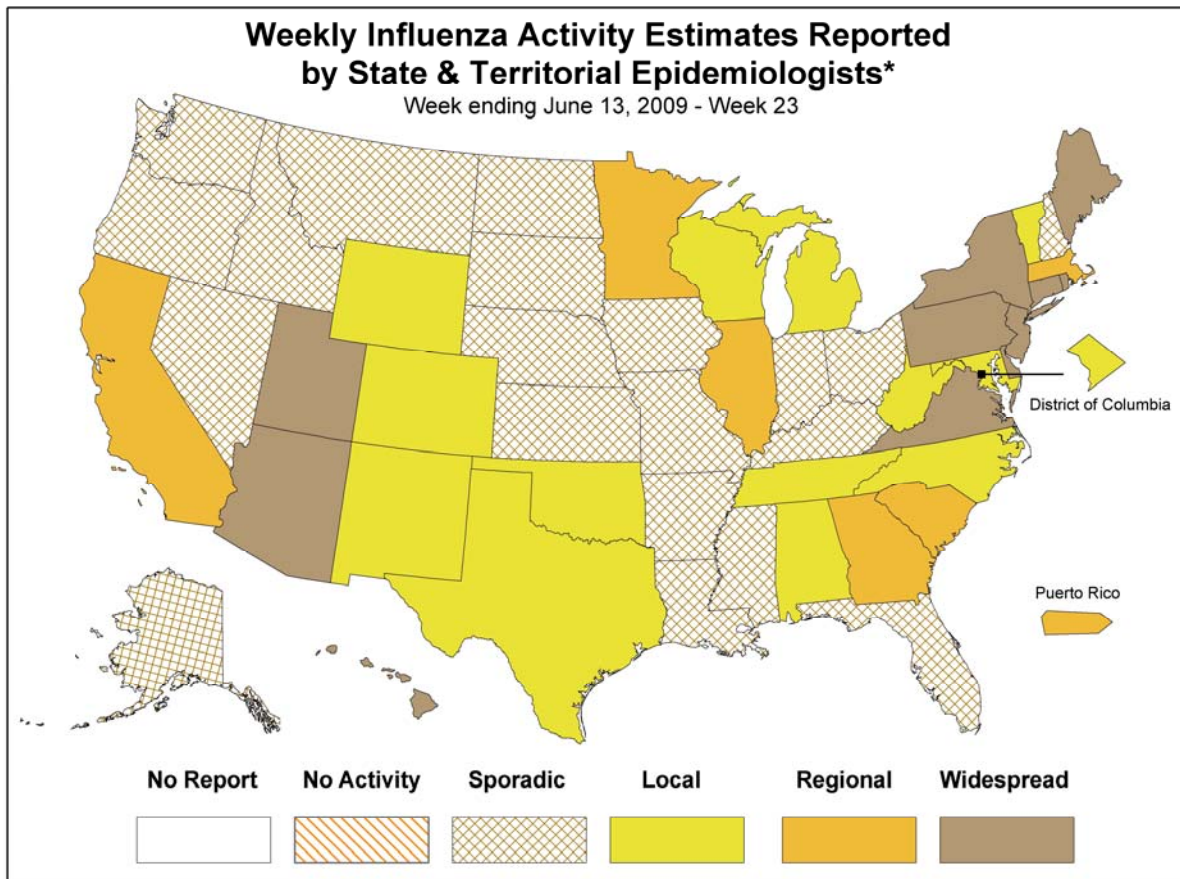 Weekly Influenza Activity Estimates Reported
by State & Territorial Epidemiologists*
Week ending June 13, 2009 - Week 23
District of Columbia
Puerto Rico
No Report No Activity Sporadic Local Regional Widespread